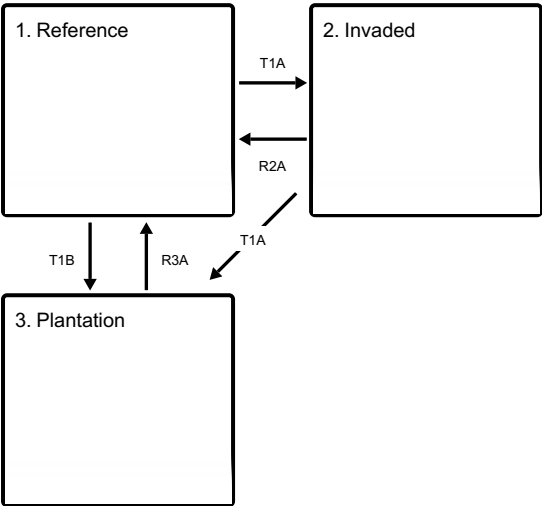 1. Reference
2. Invaded
T1A
R2A
T1A
T1B
R3A
3. Plantation